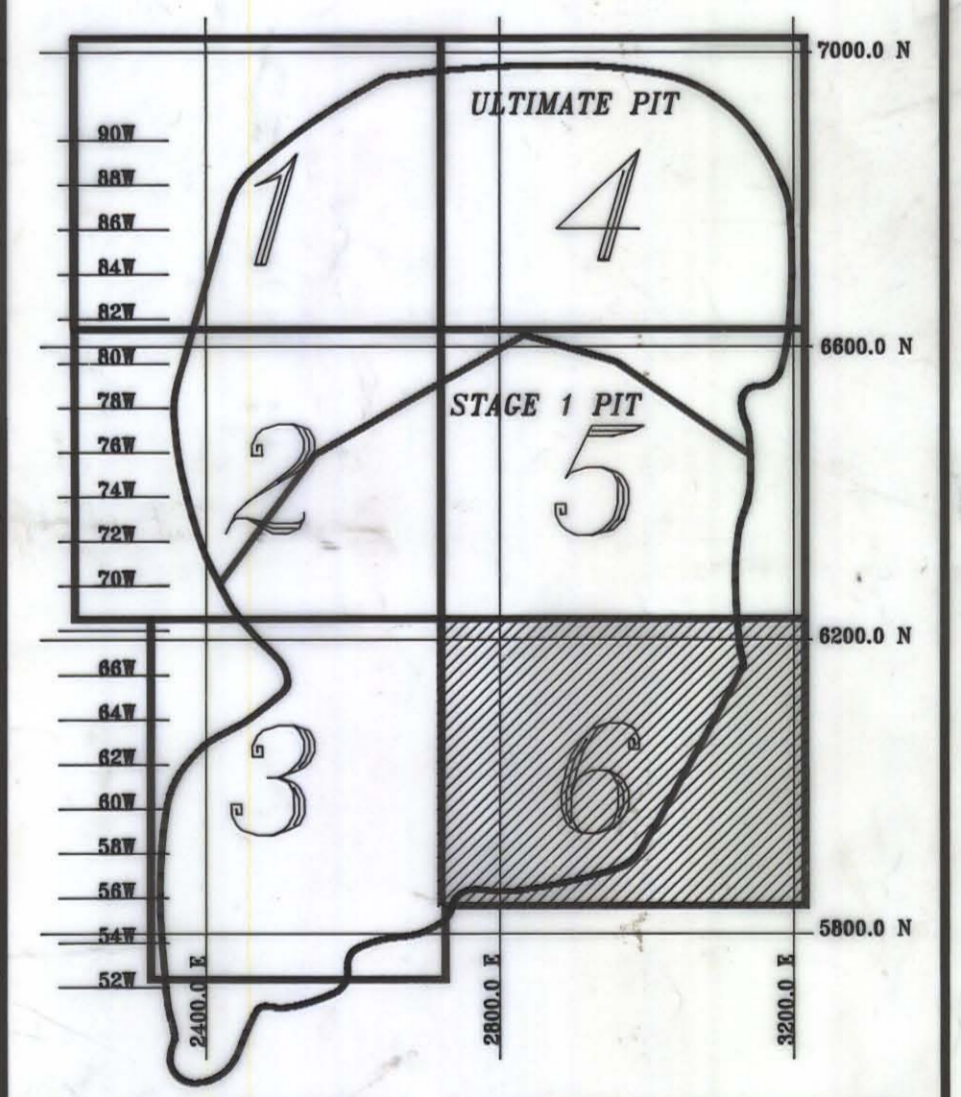 7000.0 N
ULTIMATE PIT
90W
88W
1
4
86W
84W
82W
6600.0 N
80W
78W
STAGE 1 PIT
76W
2
5
74W
72W
70W
6200.0 N
66W
64W
62W
3
6
60W
58W
56W
5800.0 N
54W
52W
2400.0 E
2800.0 E
3200.0 E